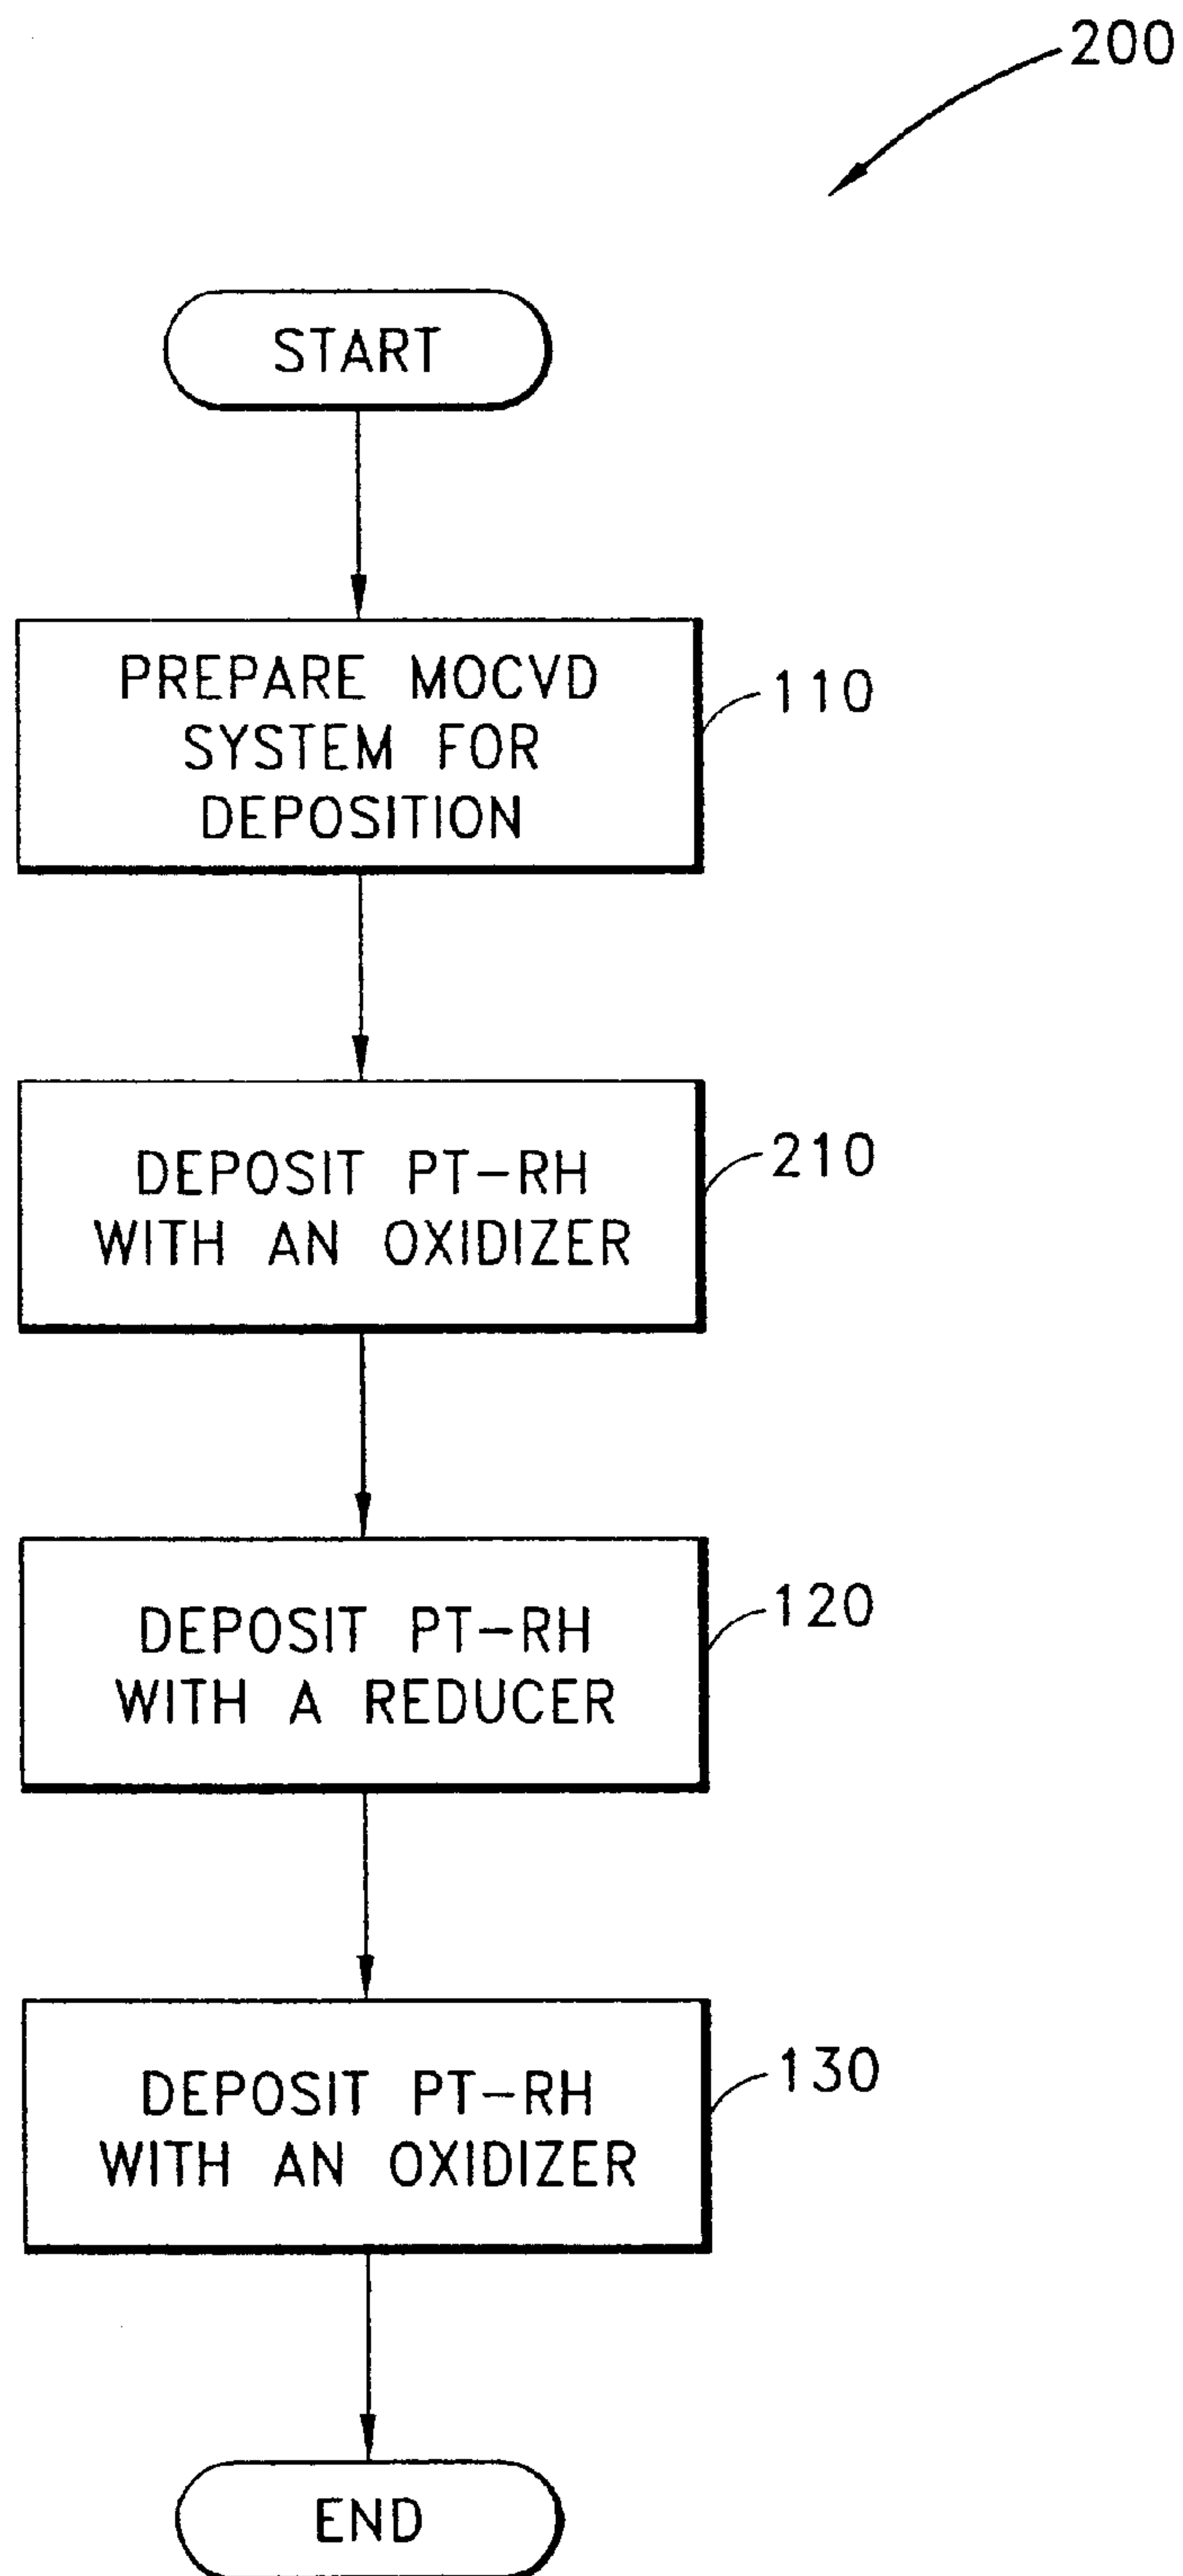 200
START
PREPARE MOCVD
SYSTEM FOR
DEPOSITION
110
DEPOSIT PT-RH
WITH AN OXIDIZER
210
DEPOSIT PT-RH
WITH A REDUCER
120
DEPOSIT PT-RH
WITH AN OXIDIZER
130
END